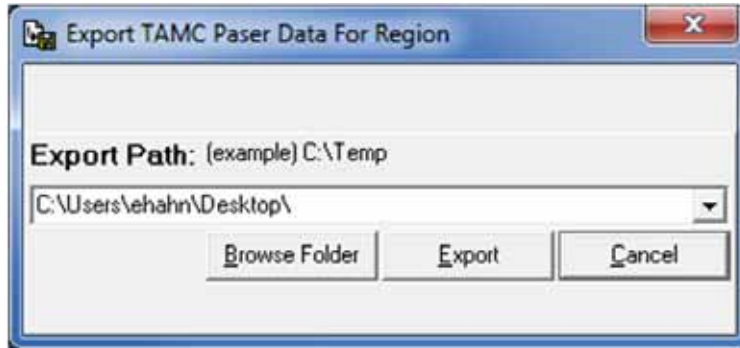 Export TAMC Paser Data For Region
Export Path: (example) C:\Temp
C:\Users\ehahn\Desktop\
Browse Folder Export Cancel